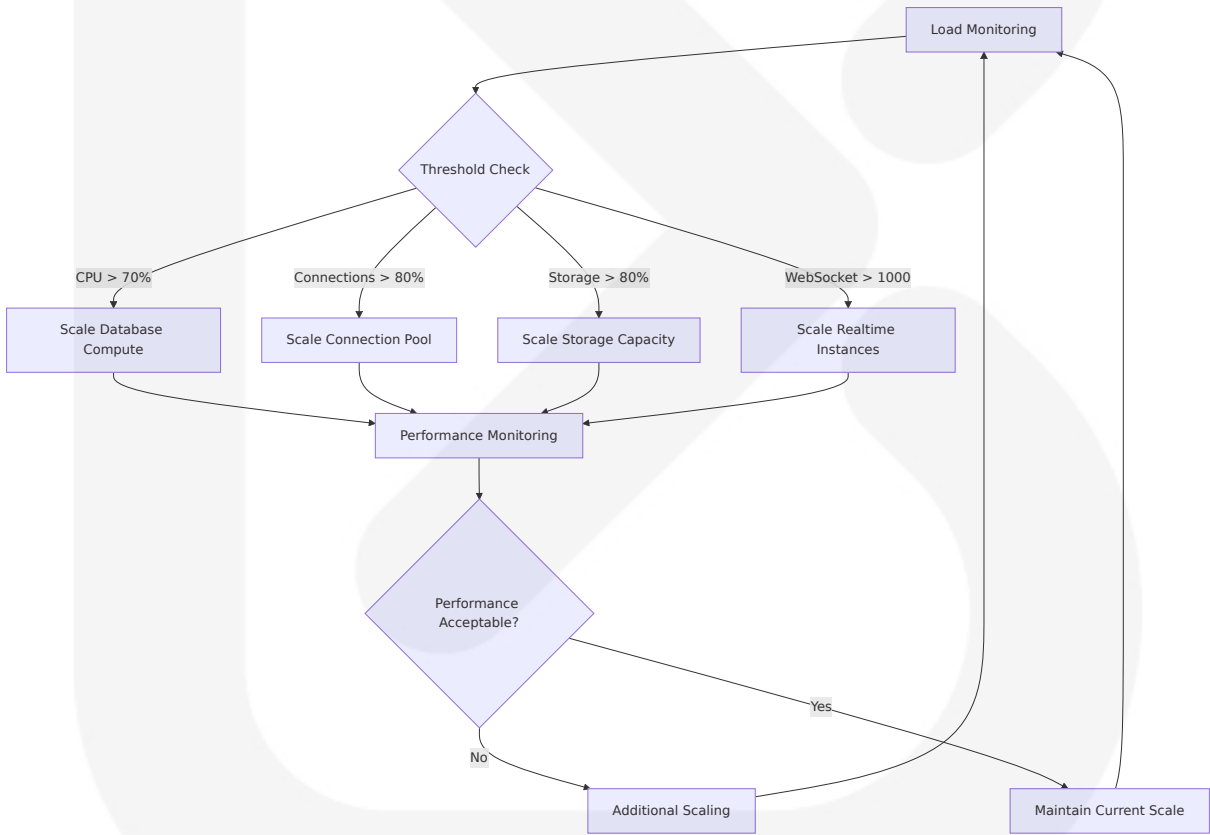 Load Monitoring
Threshold Check
CPU > 70%
Connections > 80%
Storage > 80%
WebSocket > 1000
Scale Database
Compute
Scale Connection Pool
Scale Storage Capacity
Scale Realtime
Instances
Performance Monitoring
Performance
Acceptable?
Yes
No
Additional Scaling
Maintain Current Scale